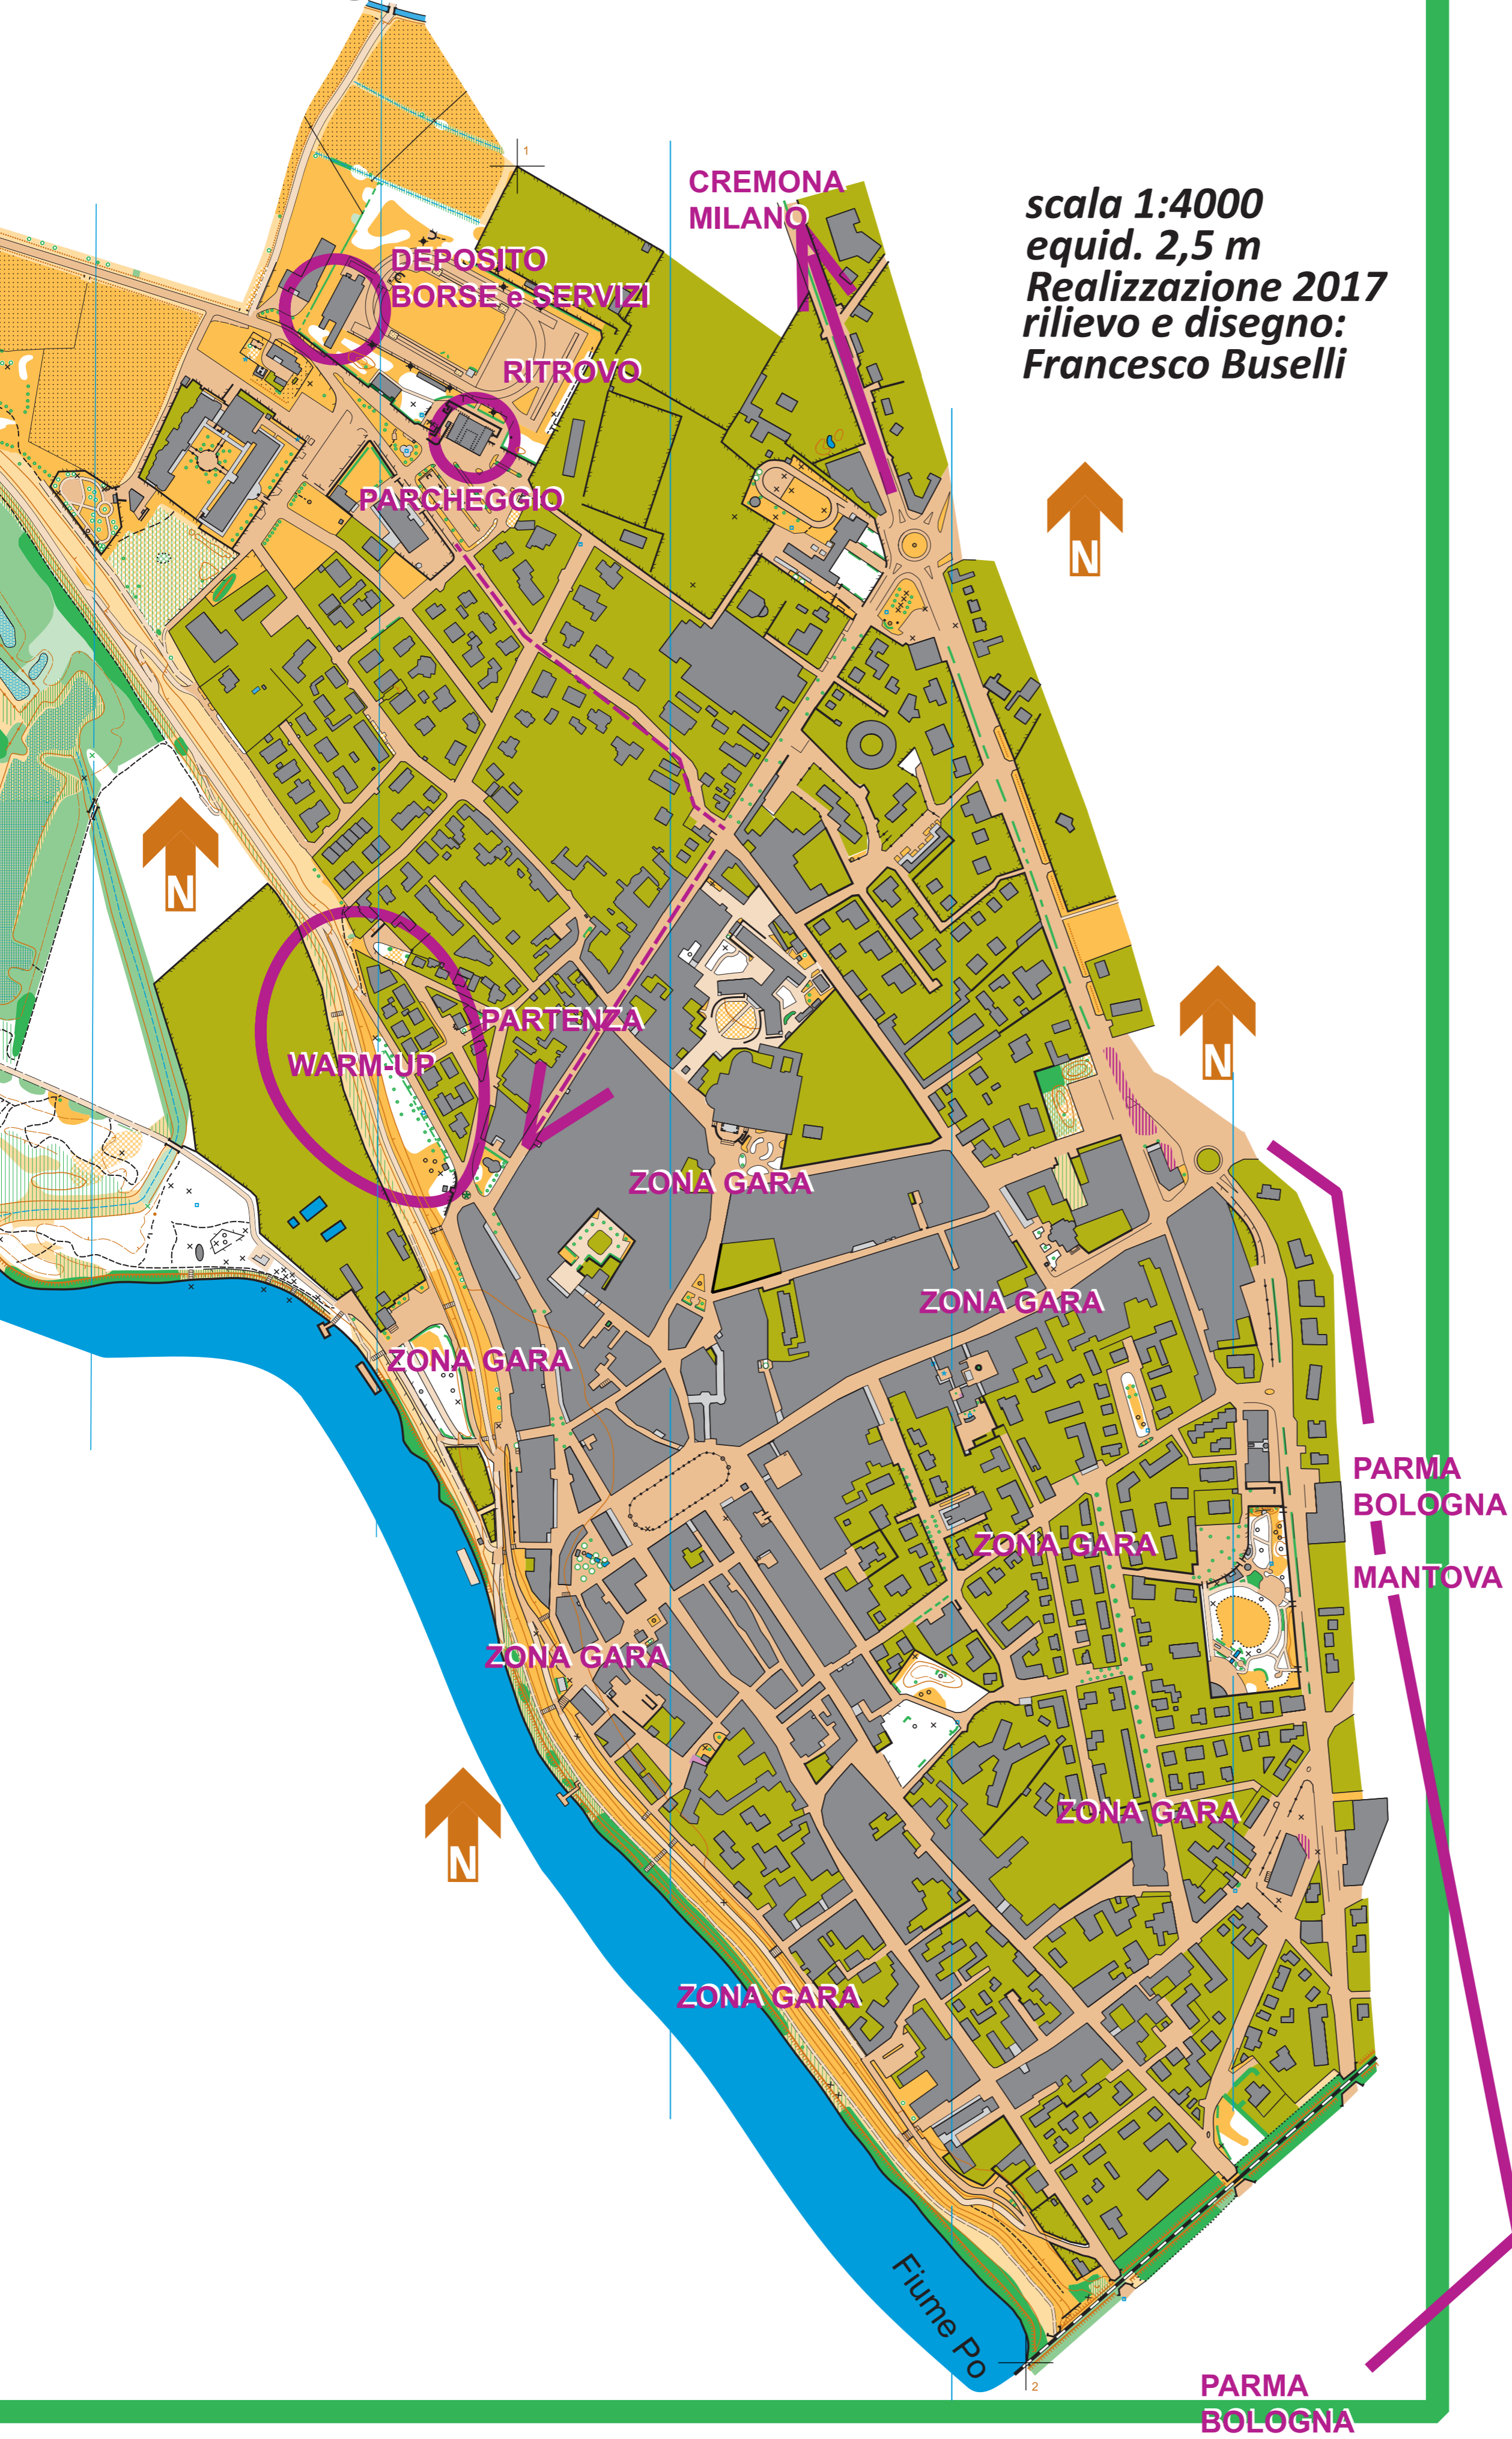 1
CREMONA
MILANO
scala 1:4000
equid. 2,5 m
Realizzazione 2017
rilievo e disegno:
Francesco Buselli
DEPOSITO
BORSE e SERVIZI
RITROVO
PARCHEGGIO
N
N
N
PARTENZA
WARM-UP
ZONA GARA
ZONA GARA
ZONA GARA
PARMA
BOLOGNA
MANTOVA
ZONA GARA
ZONA GARA
ZONA GARA
N
ZONA GARA
Fiume Po
2
PARMA
BOLOGNA